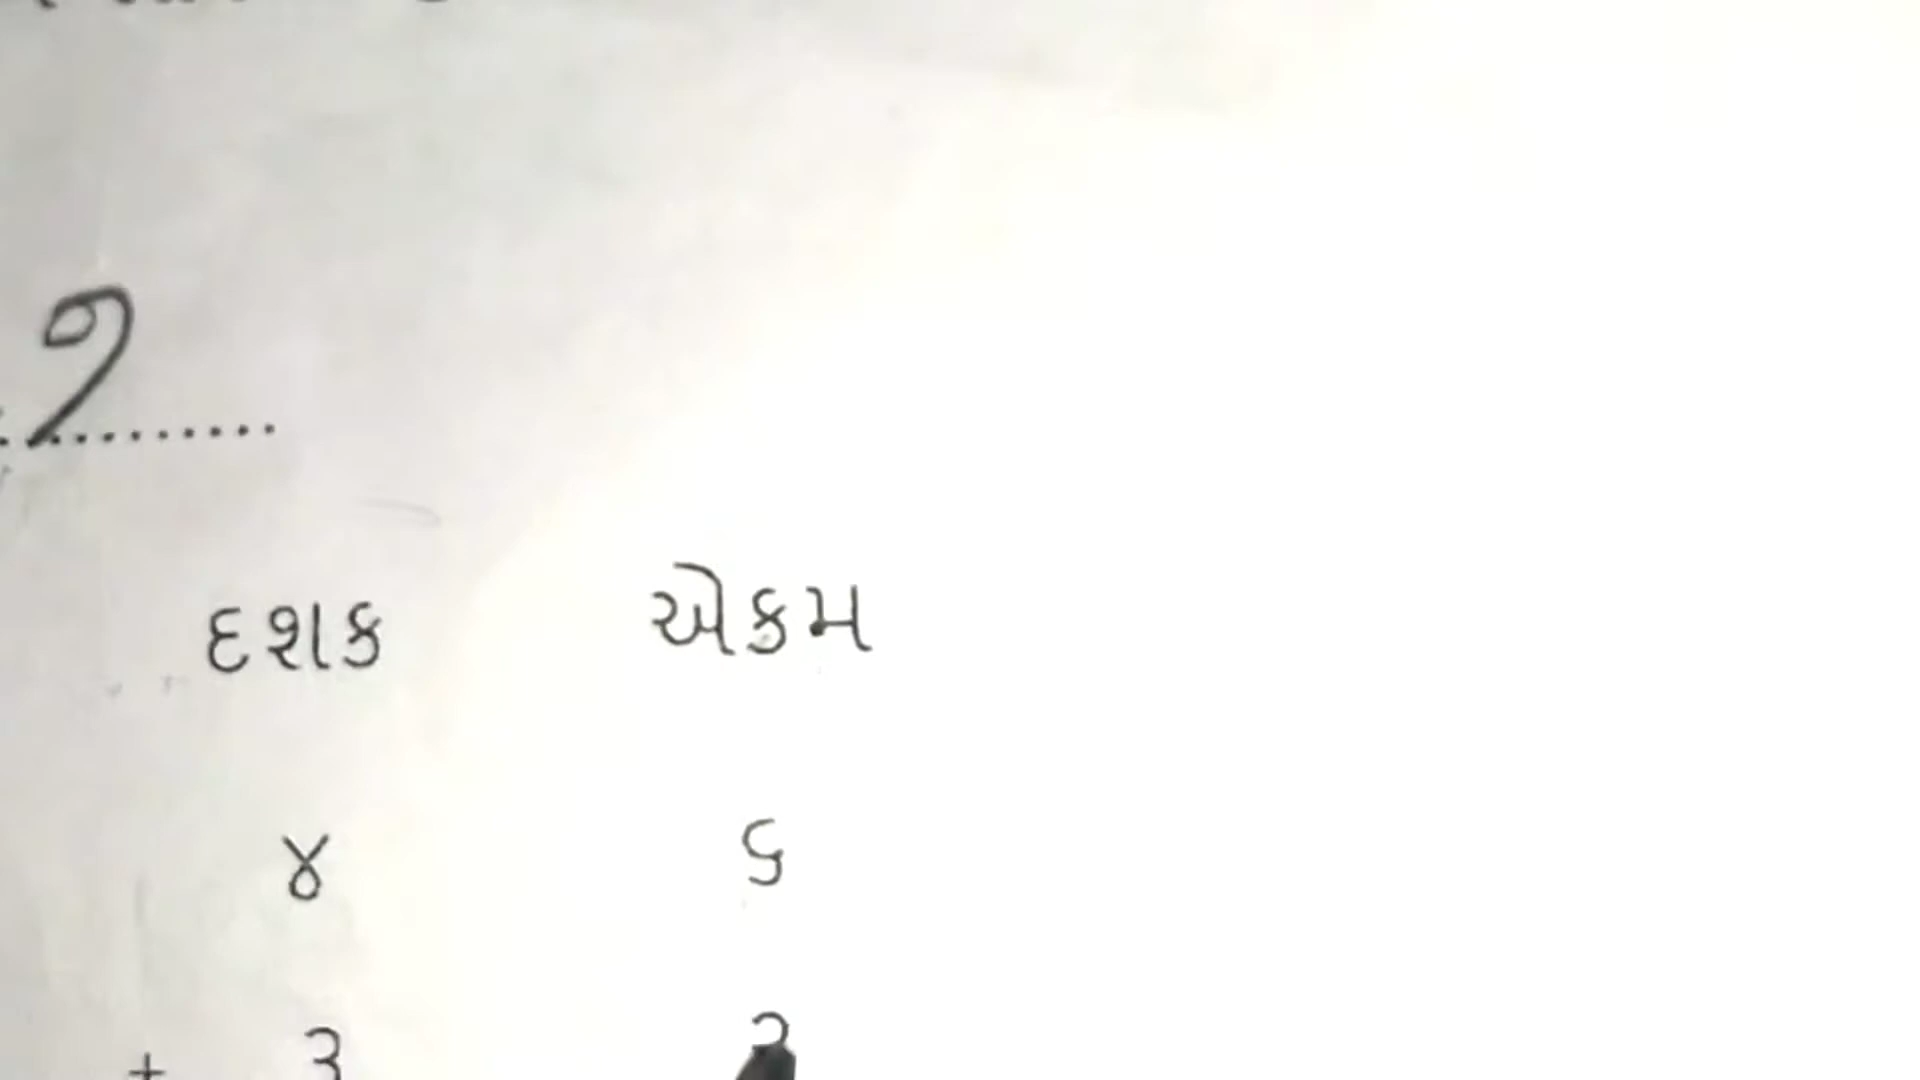 ૭..........
દશક એકમ
૪ ૬
+ ૩